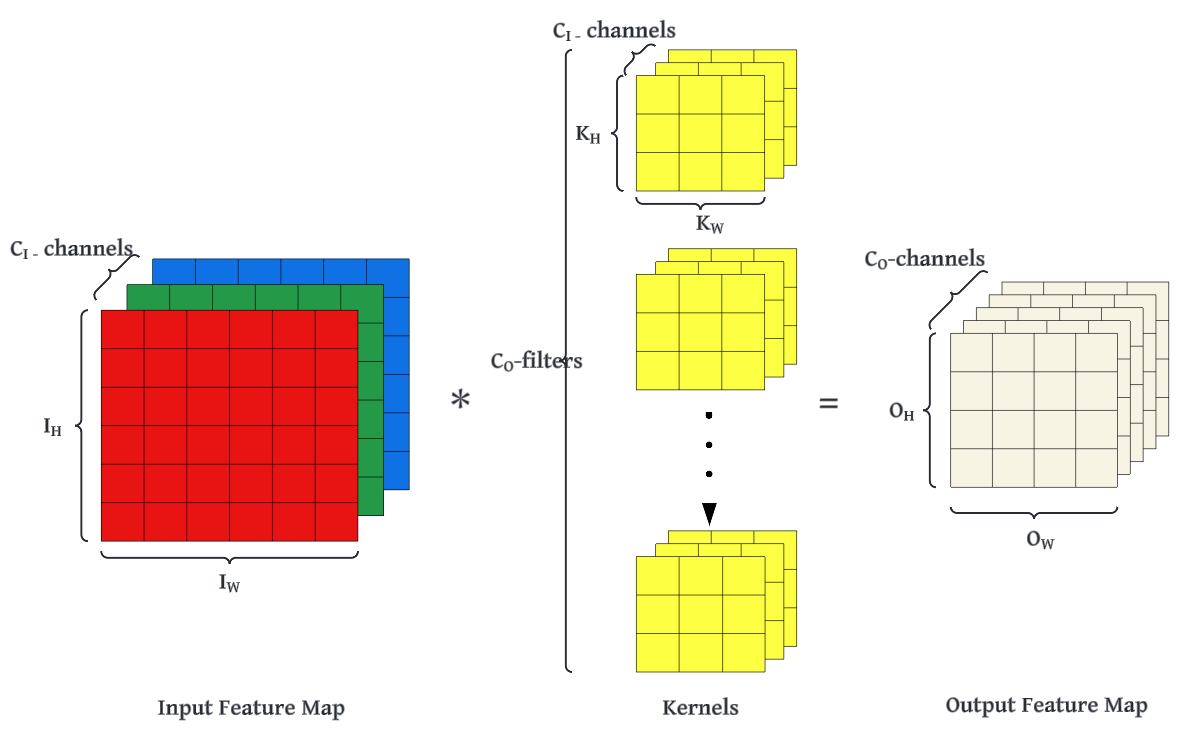 C_I - channels
K_H
K_W
C_I - channels
I_H
I_W
*
C_O-filters
=
C_O-channels
O_H
O_W
Input Feature Map
Kernels
Output Feature Map